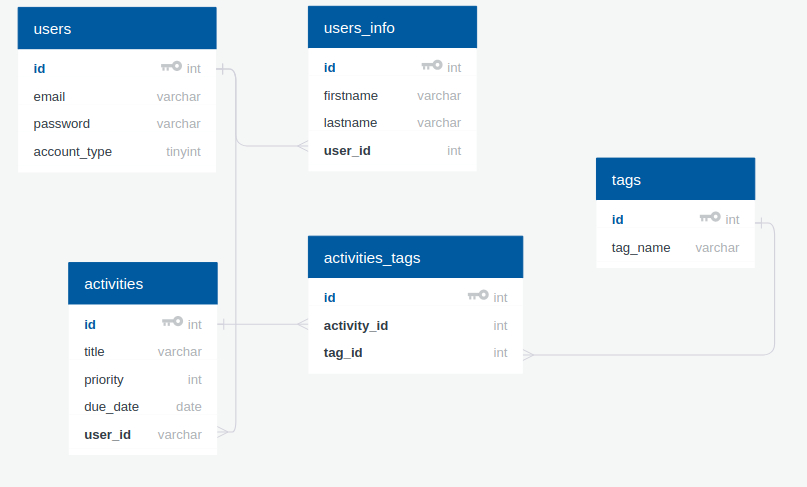 users
id int
email varchar
password varchar
account_type tinyint
users_info
id int
firstname varchar
lastname varchar
user_id int
tags
id int
tag_name varchar
activities
id int
title varchar
priority int
due_date date
user_id varchar
activities_tags
id int
activity_id int
tag_id int